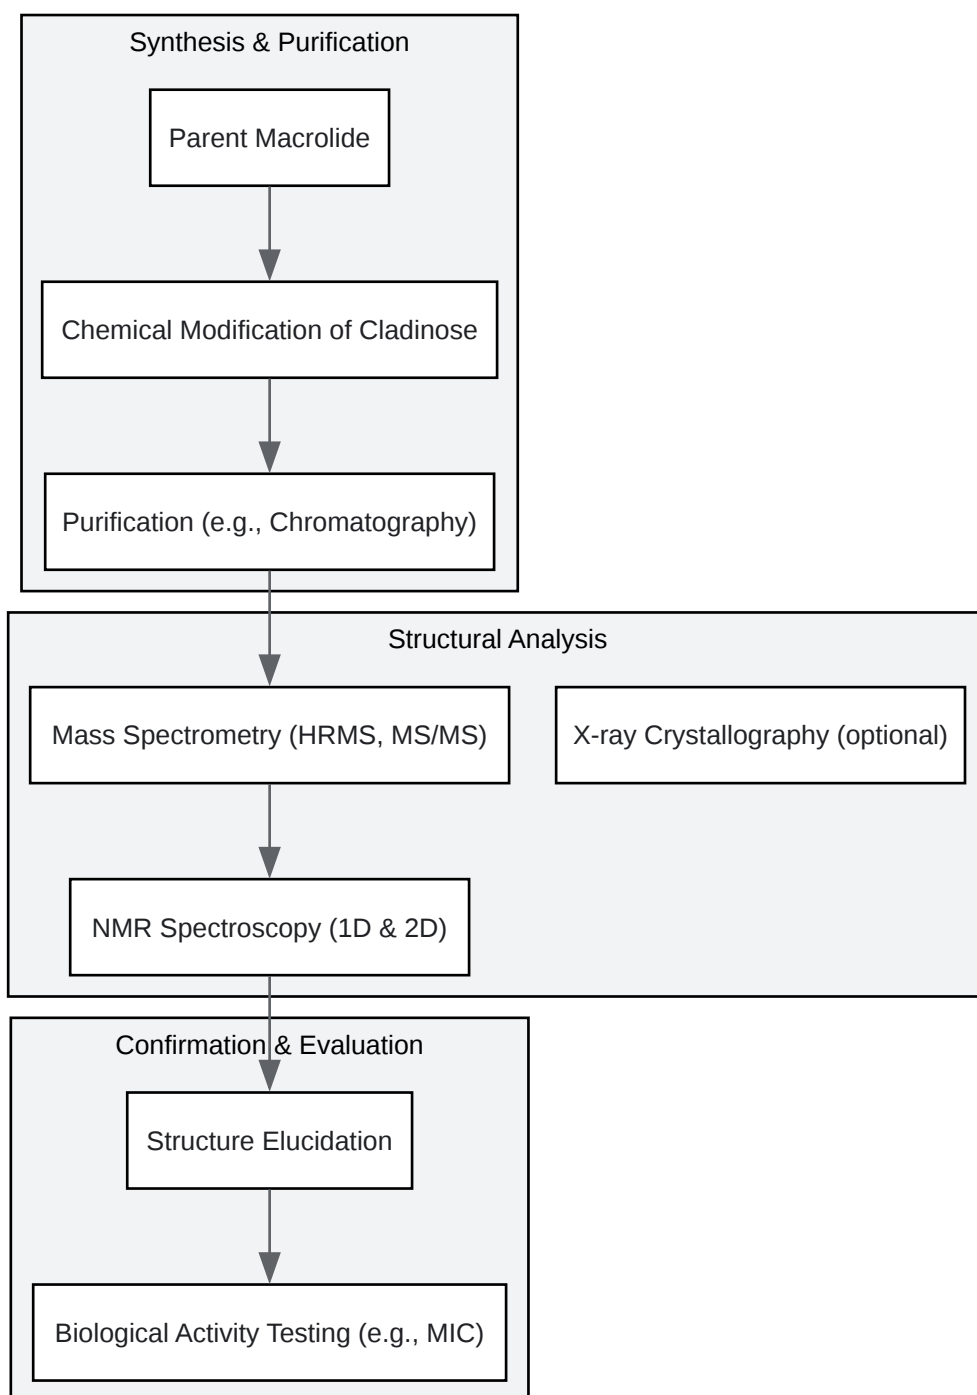 Synthesis & Purification
Parent Macrolide
Chemical Modification of Cladinose
Purification (e.g., Chromatography)
Structural Analysis
Mass Spectrometry (HRMS, MS/MS)
X-ray Crystallography (optional)
NMR Spectroscopy (1D & 2D)
Confirmation & Evaluation
Structure Elucidation
Biological Activity Testing (e.g., MIC)